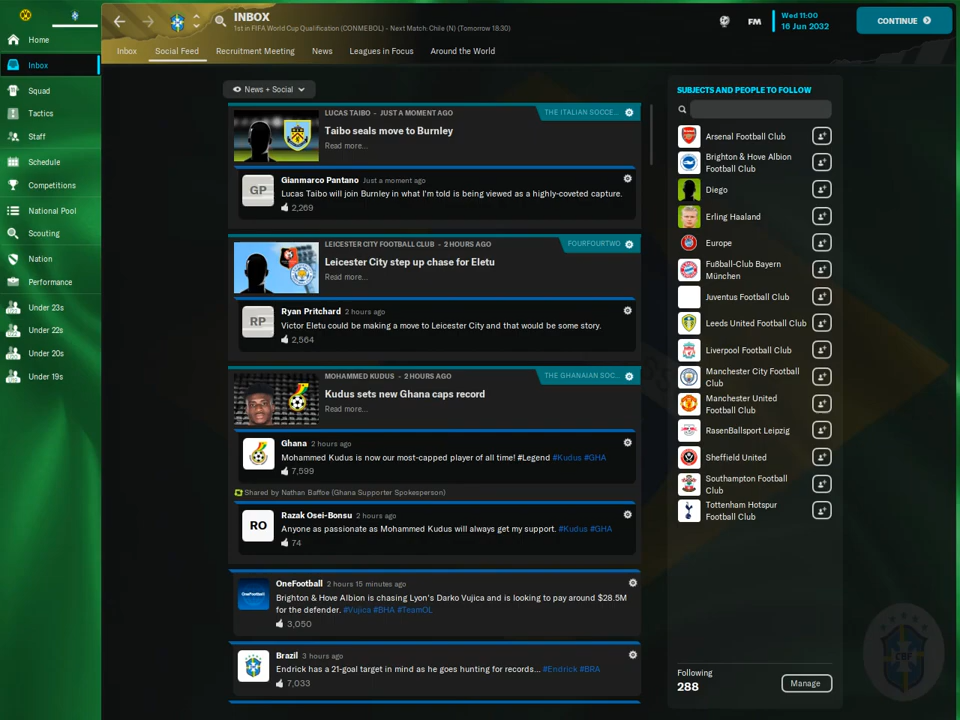 INBOX
1st in FIFA World Cup Qualification (CONMEBOL) - Next Match: Chile (N) (Tomorrow 18:30)
FM
Wed 11:00
16 Jun 2032
CONTINUE
Home
Inbox
Squad
Tactics
Staff
Schedule
Competitions
National Pool
Scouting
Nation
Performance
Under 23s
Under 22s
Under 20s
Under 19s
Inbox
Social Feed
Recruitment Meeting
News
Leagues in Focus
Around the World
News + Social
LUCAS TAIBO - JUST A MOMENT AGO
THE ITALIAN SOCCE...
Taibo seals move to Burnley
Read more...
GP
Gianmarco Pantano Just a moment ago
Lucas Taibo will join Burnley in what I'm told is being viewed as a highly-coveted capture.
2,269
LEICESTER CITY FOOTBALL CLUB - 2 HOURS AGO
FOURFOURTWO
Leicester City step up chase for Eletu
Read more...
RP
Ryan Pritchard 2 hours ago
Victor Eletu could be making a move to Leicester City and that would be some story.
2,564
MOHAMMED KUDUS - 2 HOURS AGO
THE GHANAIAN SOC...
Kudus sets new Ghana caps record
Read more...
Ghana 2 hours ago
Mohammed Kudus is now our most-capped player of all time! #Legend #Kudus #GHA
7,599
Shared by Nathan Baffoe (Ghana Supporter Spokesperson)
RO
Razak Osei-Bonsu 2 hours ago
Anyone as passionate as Mohammed Kudus will always get my support. #Kudus #GHA
74
OneFootball
OneFootball 2 hours 15 minutes ago
Brighton & Hove Albion is chasing Lyon's Darko Vujica and is looking to pay around $28.5M
for the defender. #Vujica #BHA #TeamOL
3,050
Brazil 3 hours ago
Endrick has a 21-goal target in mind as he goes hunting for records... #Endrick #BRA
7,033
SUBJECTS AND PEOPLE TO FOLLOW
Arsenal Football Club
Brighton & Hove Albion
Football Club
Diego
Erling Haaland
Europe
Fußball-Club Bayern
München
Juventus Football Club
Leeds United Football Club
Liverpool Football Club
Manchester City Football
Club
Manchester United
Football Club
RasenBallsport Leipzig
Sheffield United
Southampton Football
Club
Tottenham Hotspur
Football Club
Following
288
Manage
CBF